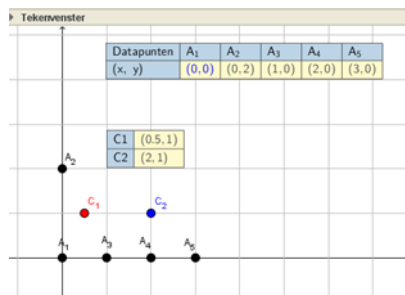 Tekenvenster
Datapunten A₁ A₂ A₃ A₄ A₅
(x, y) (0,0) (0,2) (1,0) (2,0) (3,0)
C1 (0.5,1)
C2 (2,1)
A₂
C₁ C₂
A₁ A₃ A₄ A₅